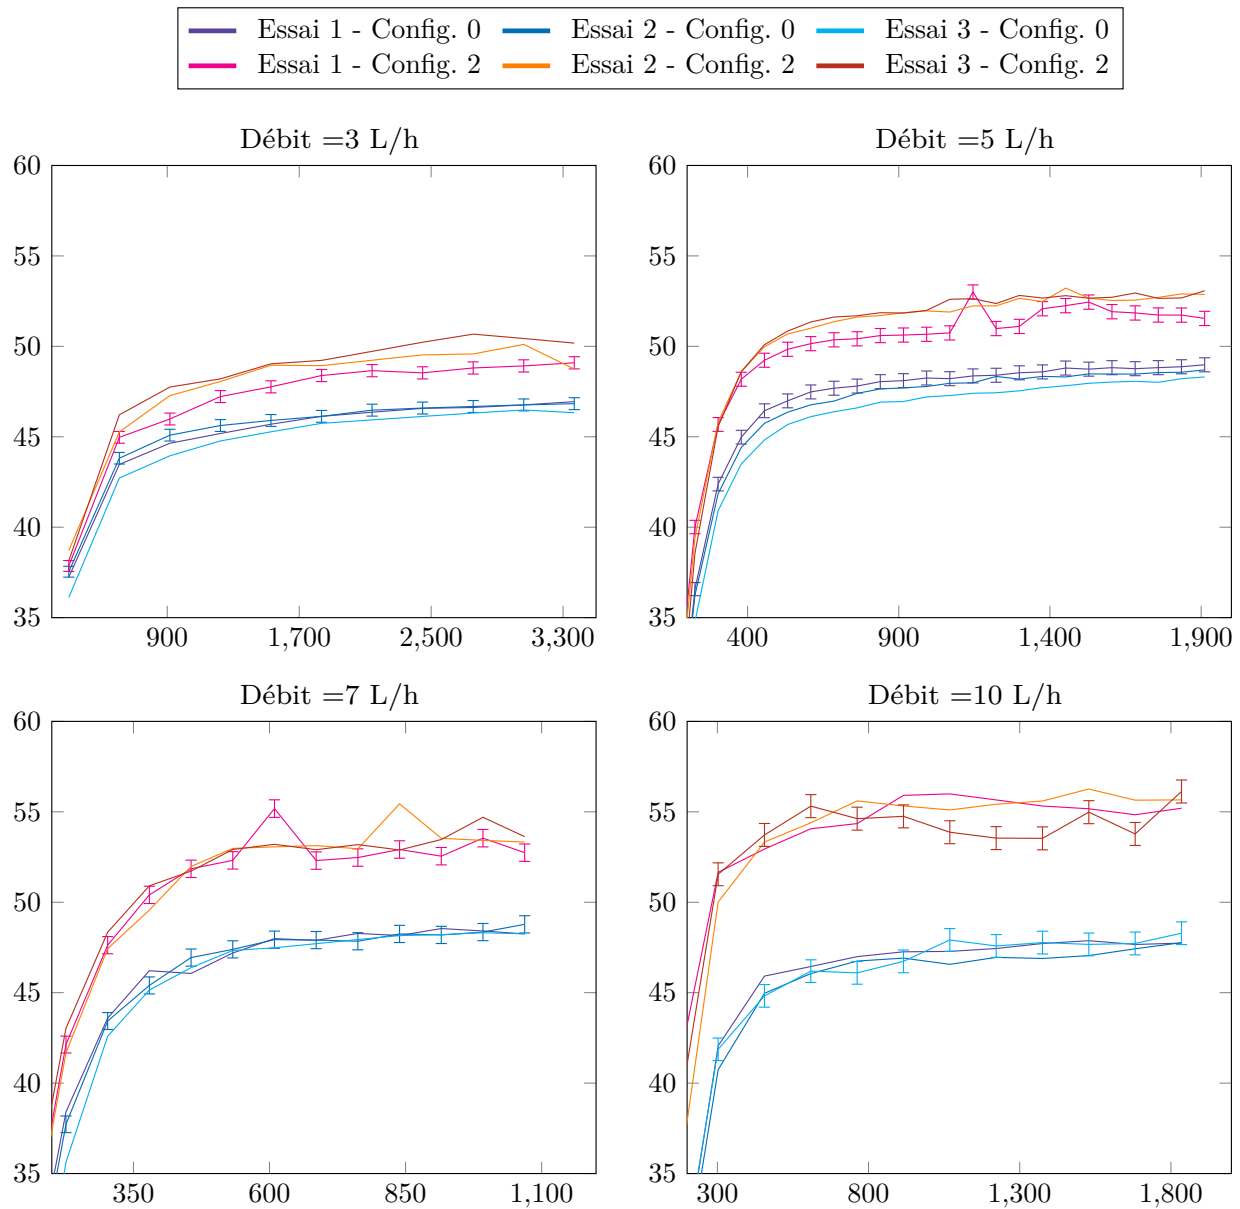 Essai 1 - Config. 0 Essai 2 - Config. 0 Essai 3 - Config. 0
Essai 1 - Config. 2 Essai 2 - Config. 2 Essai 3 - Config. 2
Débit =3 L/h
60
55
50
45
40
35
900 1,700 2,500 3,300
Débit =5 L/h
60
55
50
45
40
35
400 900 1,400 1,900
Débit =7 L/h
60
55
50
45
40
35
350 600 850 1,100
Débit =10 L/h
60
55
50
45
40
35
300 800 1,300 1,800